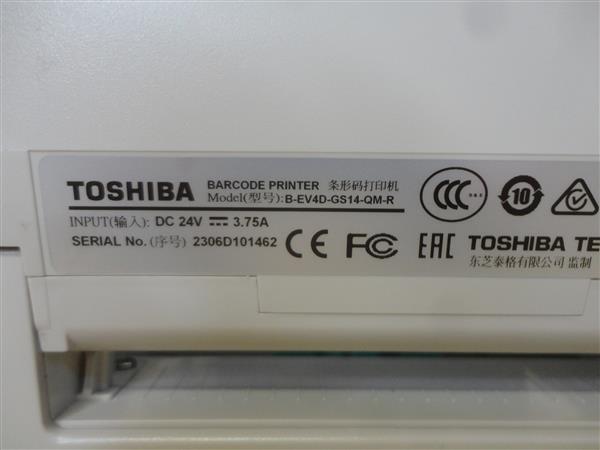 TOSHIBA
BARCODE PRINTER 条形码打印机
Model(型号):B-EV4D-GS14-QM-R
INPUT(输入): DC 24V ⎓ 3.75A
SERIAL No.(序号) 2306D101462
CCC
10
CE FC EAC
TOSHIBA TE
东芝泰格有限公司 监制